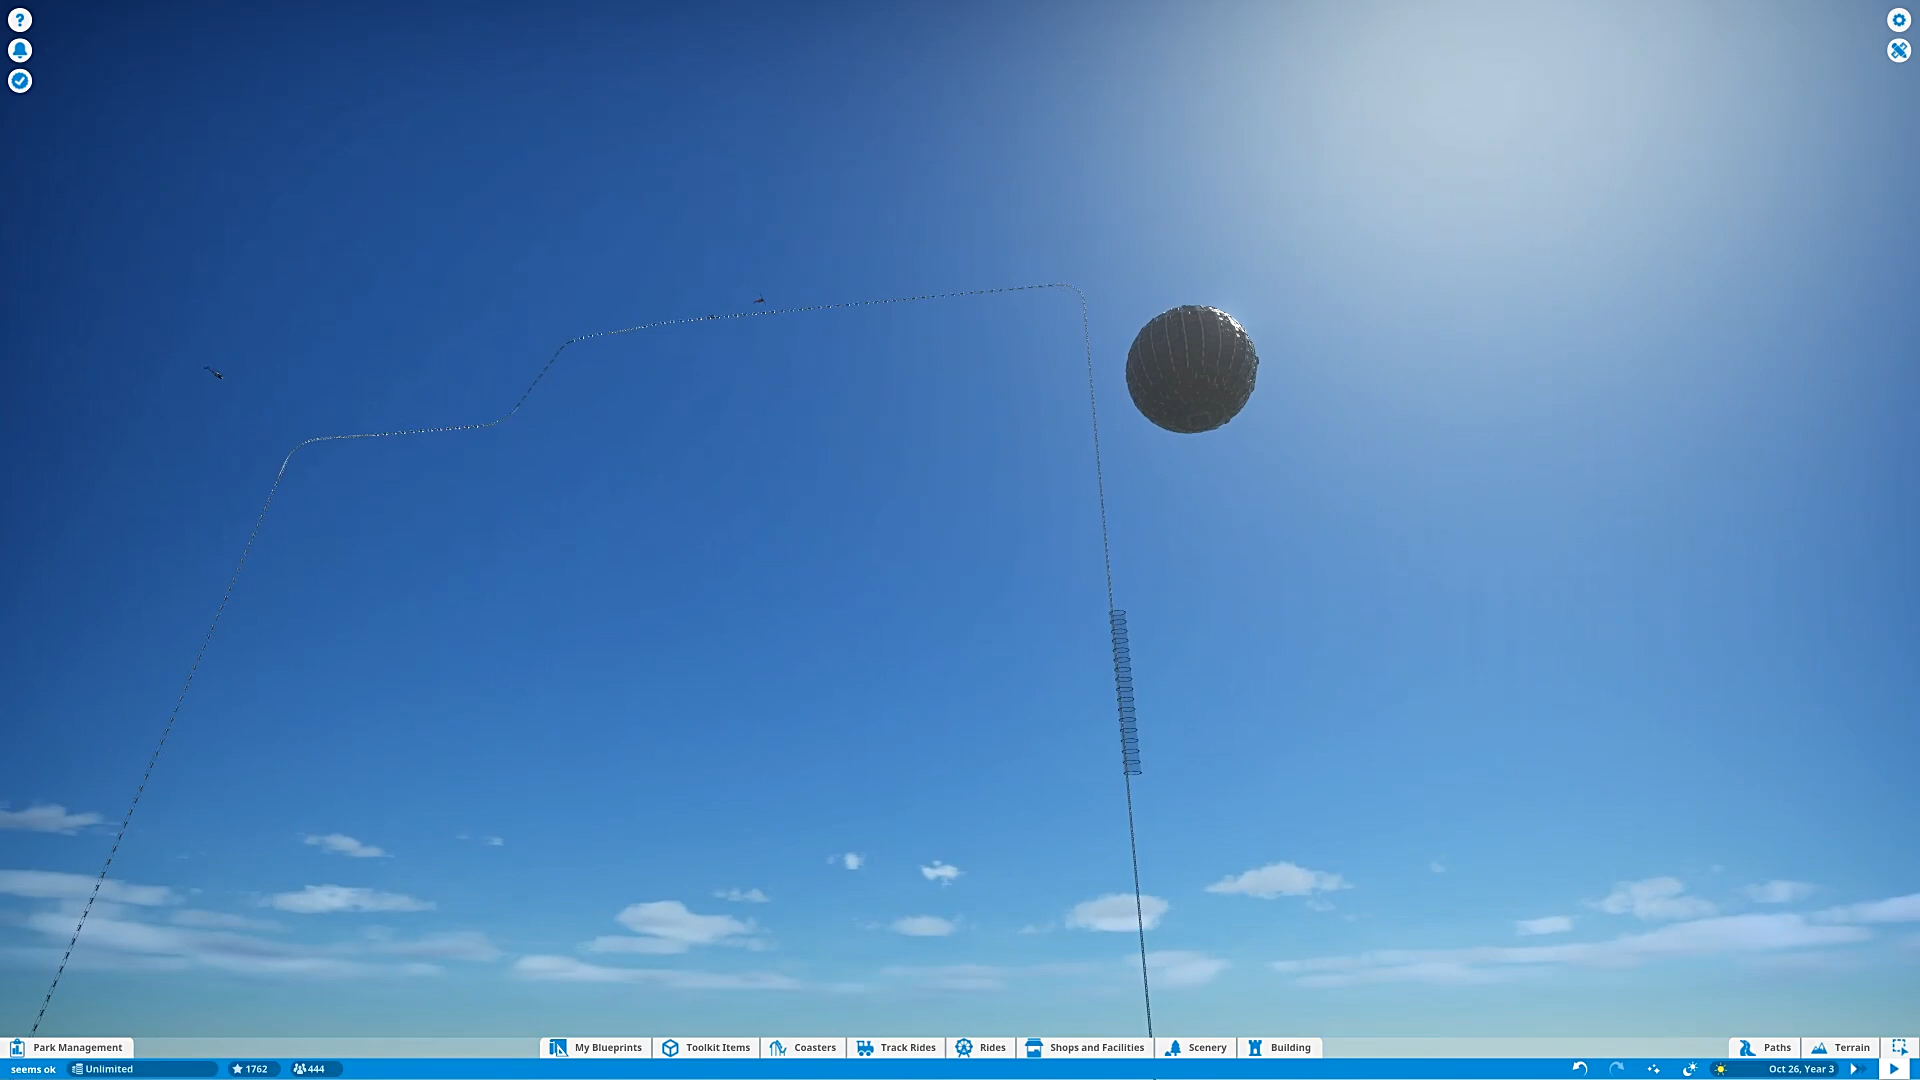 ?
Park Management
My Blueprints
Toolkit Items
Coasters
Track Rides
Rides
Shops and Facilities
Scenery
Building
Paths
Terrain
seems ok
Unlimited
1762
444
Oct 26, Year 3